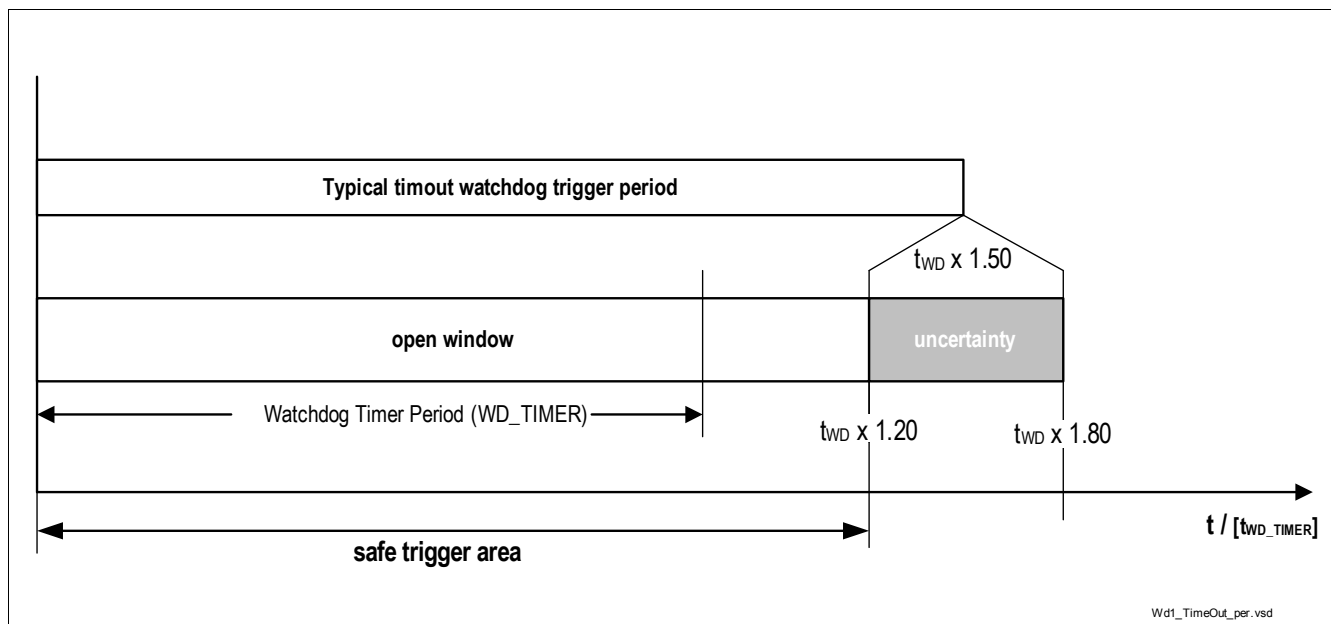 Typical timout watchdog trigger period
tWD x 1.50
open window
uncertainty
Watchdog Timer Period (WD_TIMER)
tWD x 1.20
tWD x 1.80
t / [tWD_TIMER]
safe trigger area
Wd1_TimeOut_per.vsd